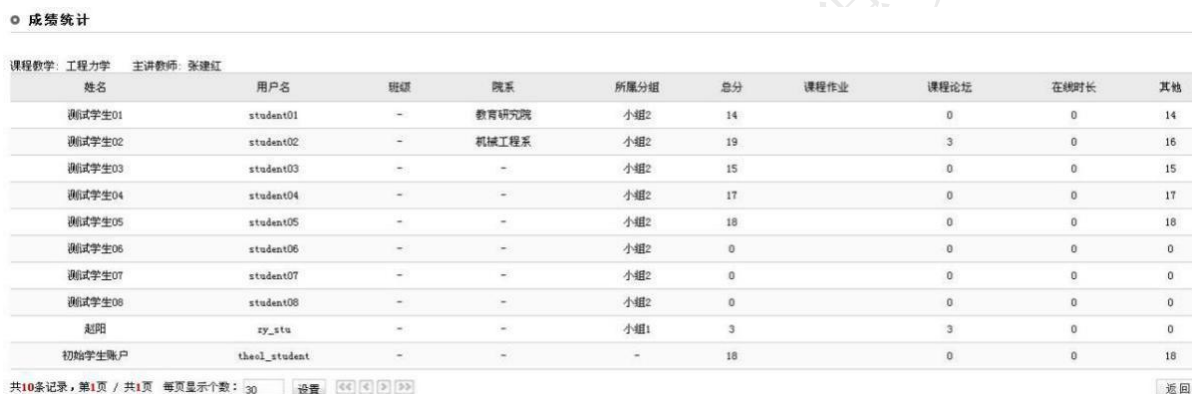 成绩统计
课程教学: 工程力学 主讲教师: 张建红
姓名 用户名 班级 院系 所属分组 总分 课程作业 课程论坛 在线时长 其他
测试学生01 student01 - 教育研究院 小组2 14 0 0 14
测试学生02 student02 - 机械工程系 小组2 19 3 0 16
测试学生03 student03 - - 小组2 15 0 0 15
测试学生04 student04 - - 小组2 17 0 0 17
测试学生05 student05 - - 小组2 18 0 0 18
测试学生06 student06 - - 小组2 0 0 0 0
测试学生07 student07 - - 小组2 0 0 0 0
测试学生08 student08 - - 小组2 0 0 0 0
赵阳 zy_stu - - 小组1 3 3 0 0
初始学生账户 theol_student - - - 18 0 0 18
共10条记录，第1页 / 共1页 每页显示个数： 30 设置 << < > >> 返回